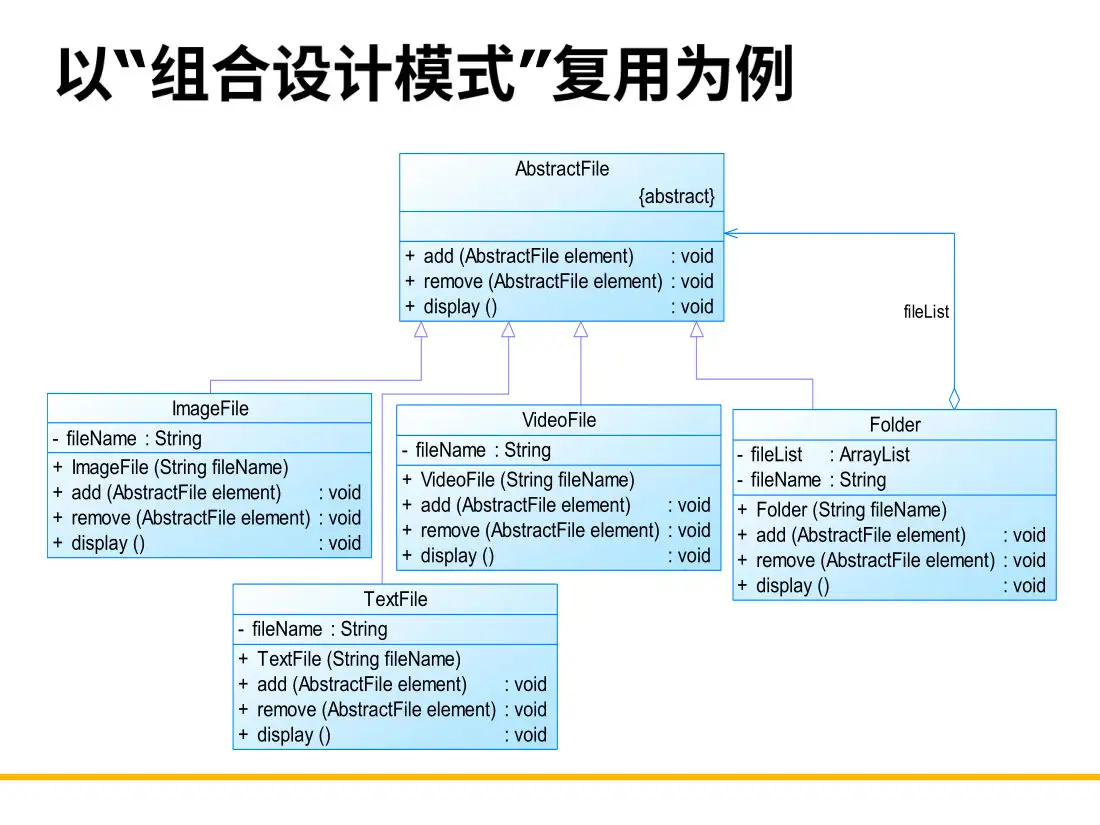 以“组合设计模式”复用为例
AbstractFile
{abstract}
+ add (AbstractFile element) : void
+ remove (AbstractFile element) : void
+ display () : void
fileList
ImageFile
- fileName : String
+ ImageFile (String fileName)
+ add (AbstractFile element) : void
+ remove (AbstractFile element) : void
+ display () : void
VideoFile
- fileName : String
+ VideoFile (String fileName)
+ add (AbstractFile element) : void
+ remove (AbstractFile element) : void
+ display () : void
Folder
- fileList : ArrayList
- fileName : String
+ Folder (String fileName)
+ add (AbstractFile element) : void
+ remove (AbstractFile element) : void
+ display () : void
TextFile
- fileName : String
+ TextFile (String fileName)
+ add (AbstractFile element) : void
+ remove (AbstractFile element) : void
+ display () : void